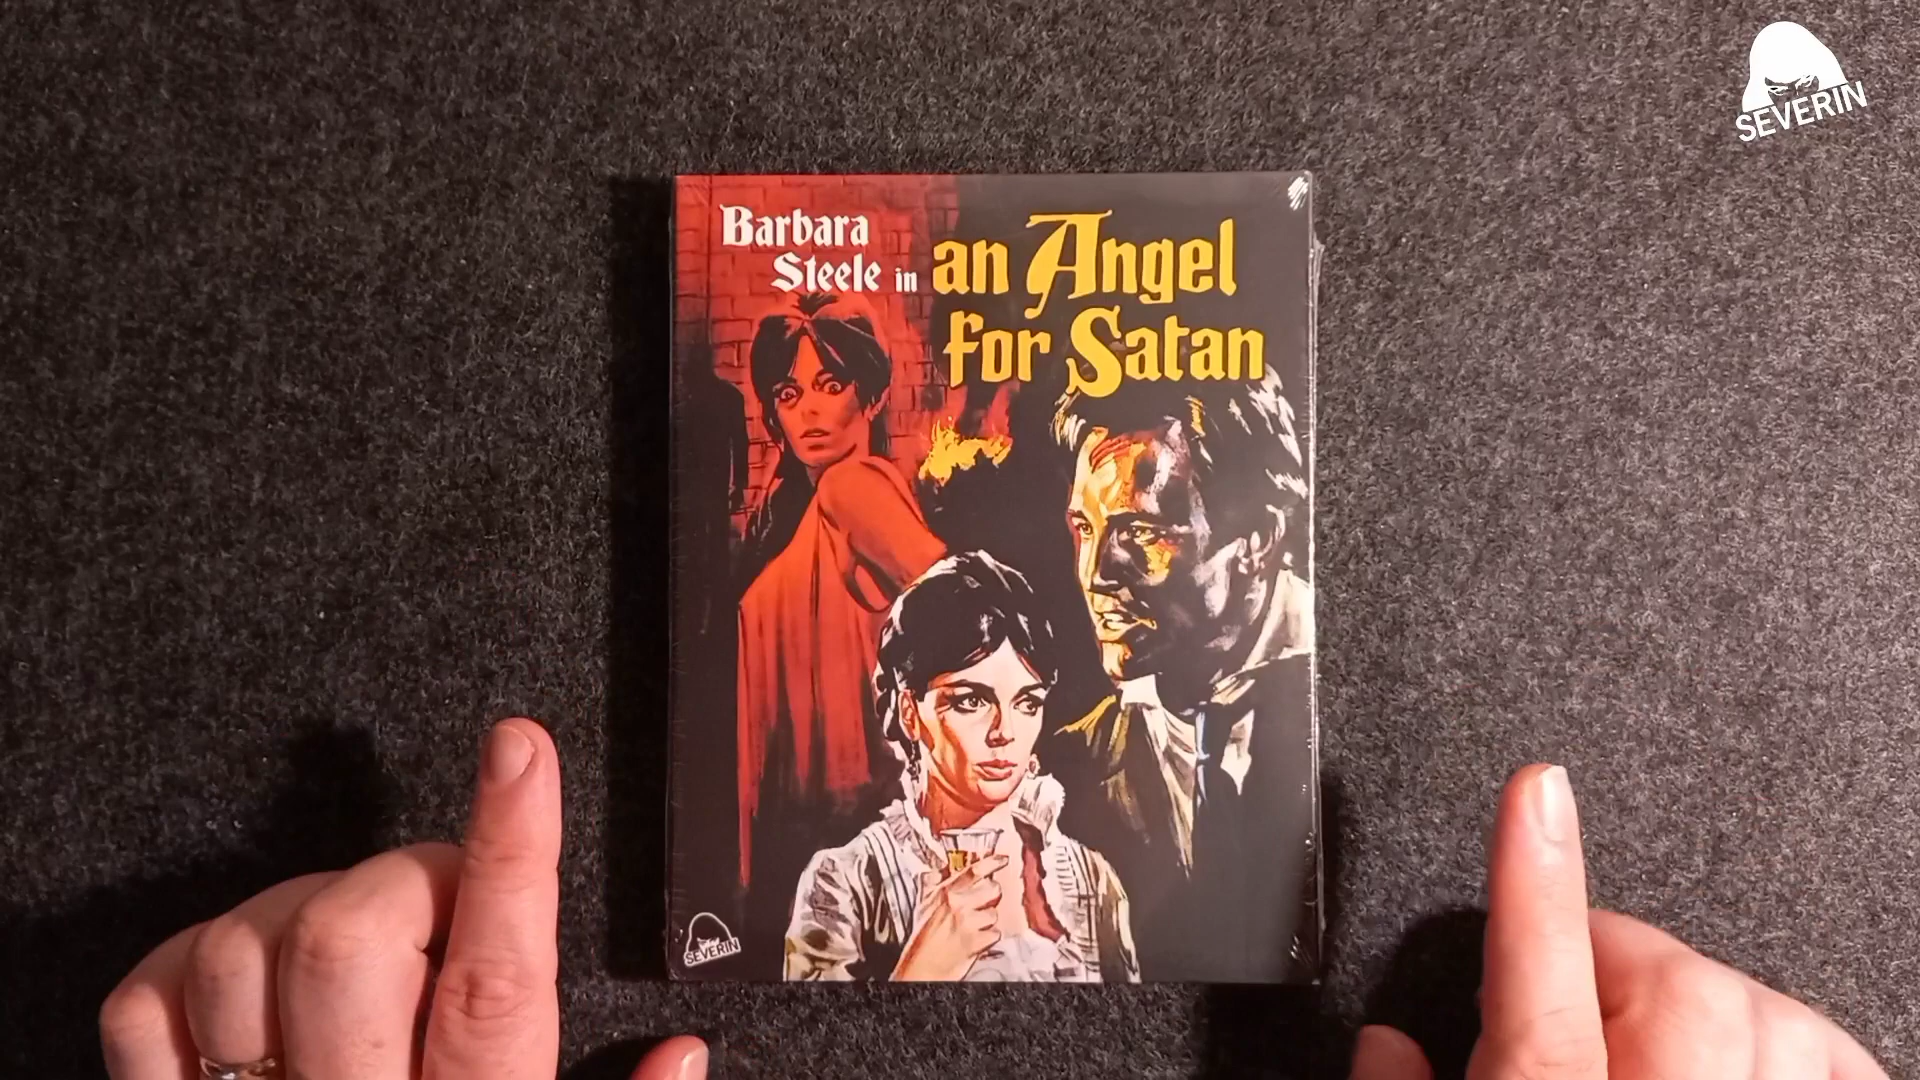 SEVERIN
Barbara
Steele in
an Angel
for Satan
SEVERIN